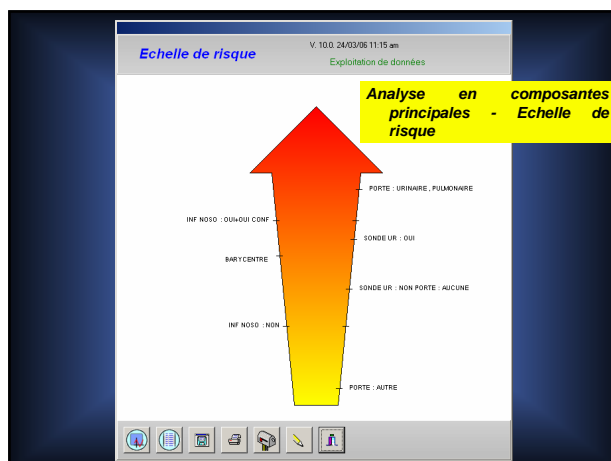 Echelle de risque
V. 10.0. 24/03/06 11:15 am
Exploitation de données
Analyse en composantes
principales - Echelle de
risque
PORTE : URINAIRE , PULMONAIRE
INF NOSO : OUI+OUI CONF
SONDE UR : OUI
BARYCENTRE
SONDE UR : NON PORTE : AUCUNE
INF NOSO : NON
PORTE : AUTRE